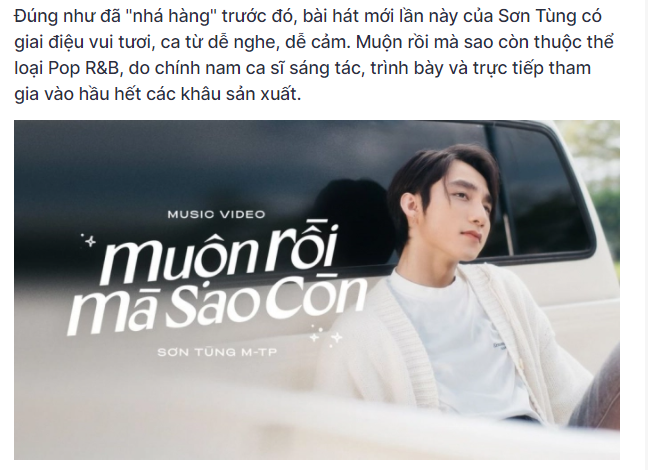 Đúng như đã "nhá hàng" trước đó, bài hát mới lần này của Sơn Tùng có
giai điệu vui tươi, ca từ dễ nghe, dễ cảm. Muộn rồi mà sao còn thuộc thể
loại Pop R&B, do chính nam ca sĩ sáng tác, trình bày và trực tiếp tham
gia vào hầu hết các khâu sản xuất.
MUSIC VIDEO
muộn rồi
mà sao còn
SƠN TÙNG M-TP